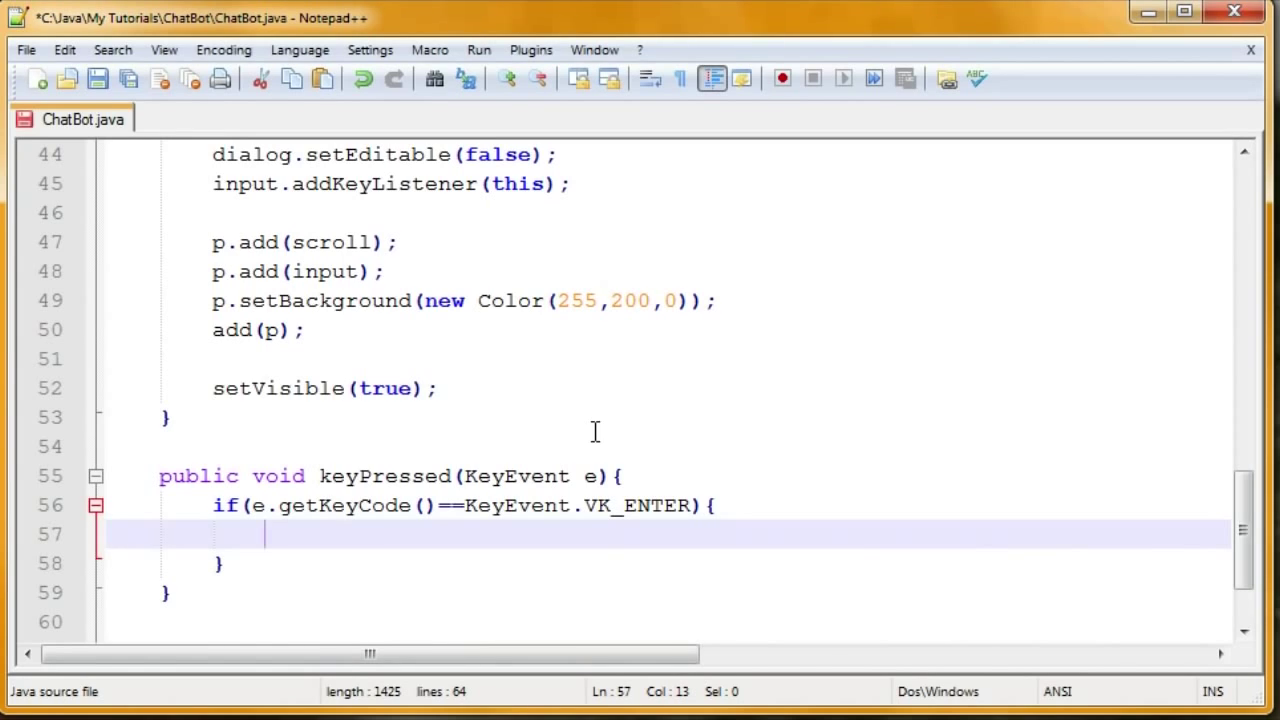 *C:\Java\My Tutorials\ChatBot\ChatBot.java - Notepad++
File Edit Search View Encoding Language Settings Macro Run Plugins Window ? X
ABC
ChatBot.java
44 dialog.setEditable(false);
45 input.addKeyListener(this);
46
47 p.add(scroll);
48 p.add(input);
49 p.setBackground(new Color(255,200,0));
50 add(p);
51
52 setVisible(true);
53 }
54
55 public void keyPressed(KeyEvent e){
56 if(e.getKeyCode()==KeyEvent.VK_ENTER){
57
58 }
59 }
60
Java source file length : 1425 lines : 64 Ln : 57 Col : 13 Sel : 0 Dos\Windows ANSI INS